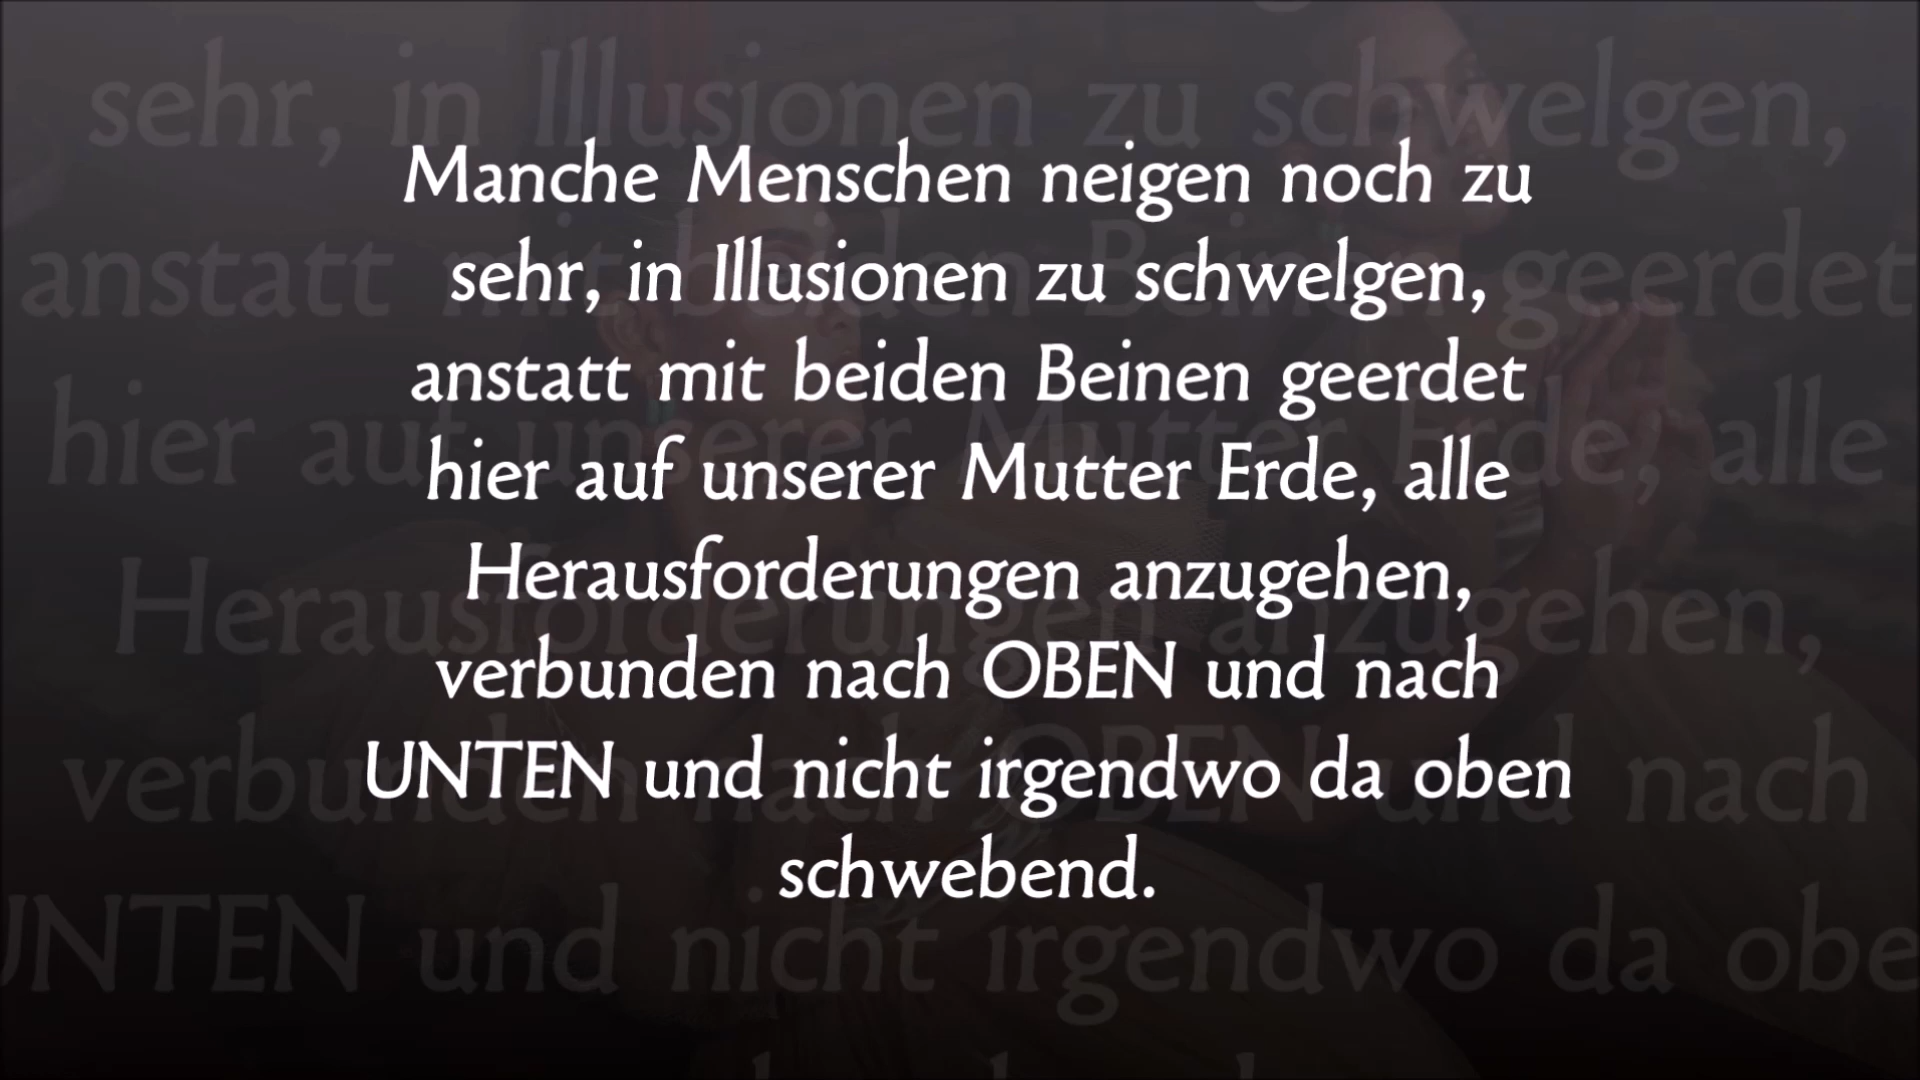 Manche Menschen neigen noch zu
sehr, in Illusionen zu schwelgen,
anstatt mit beiden Beinen geerdet
hier auf unserer Mutter Erde, alle
Herausforderungen anzugehen,
verbunden nach OBEN und nach
UNTEN und nicht irgendwo da oben
schwebend.